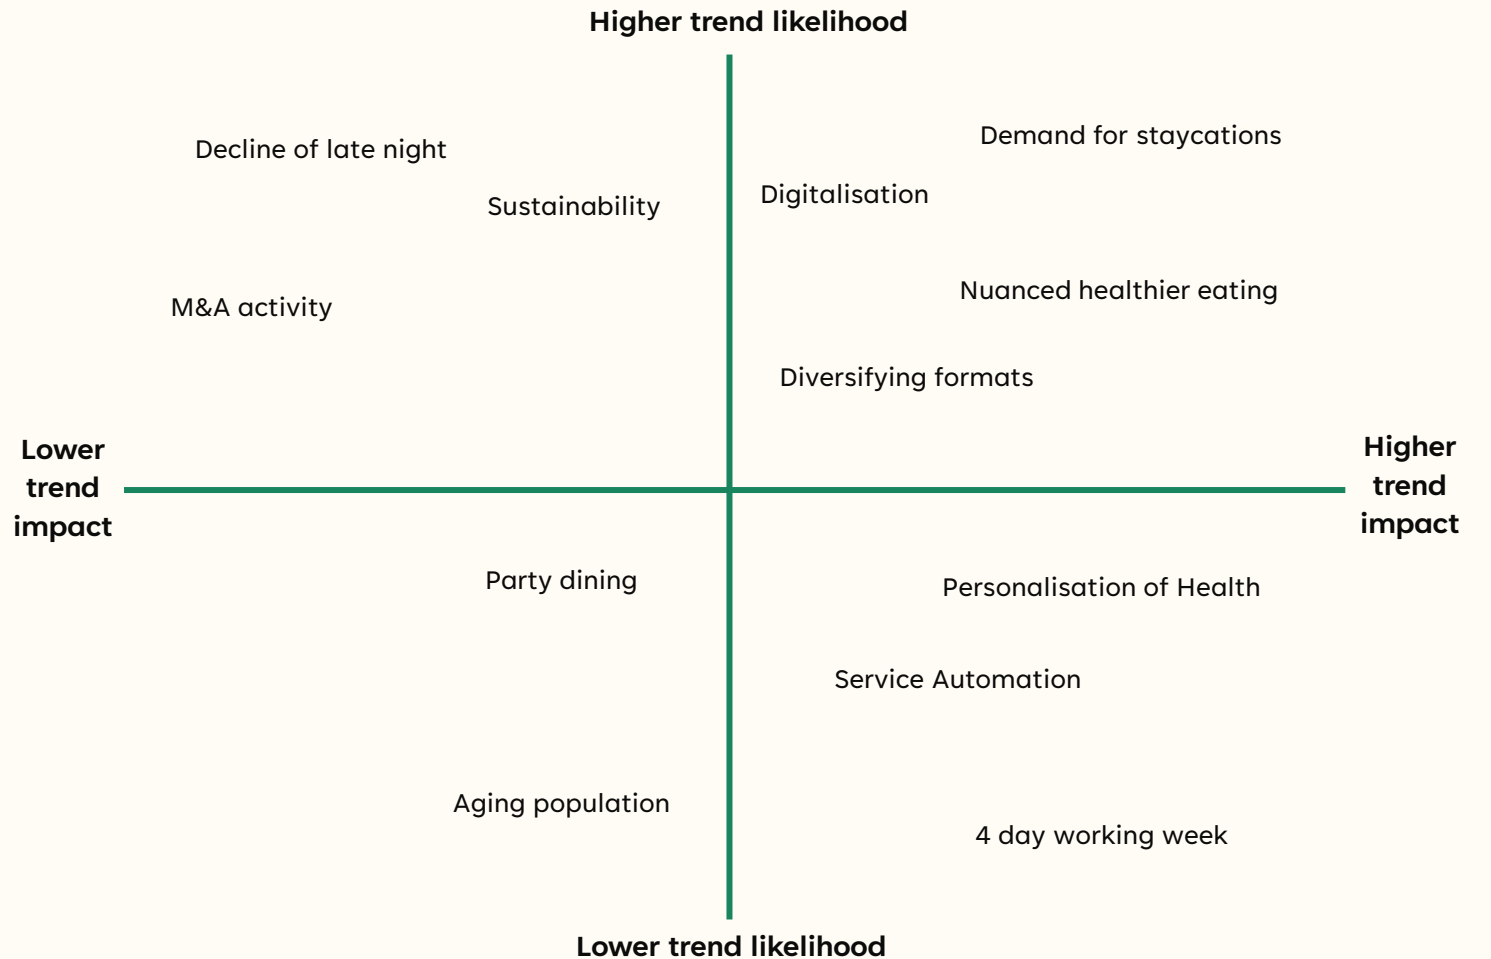 Higher trend likelihood
Decline of late night
Demand for staycations
Sustainability
Digitalisation
M&A activity
Nuanced healthier eating
Diversifying formats
Lower
trend
impact
Higher
trend
impact
Party dining
Personalisation of Health
Service Automation
Aging population
4 day working week
Lower trend likelihood